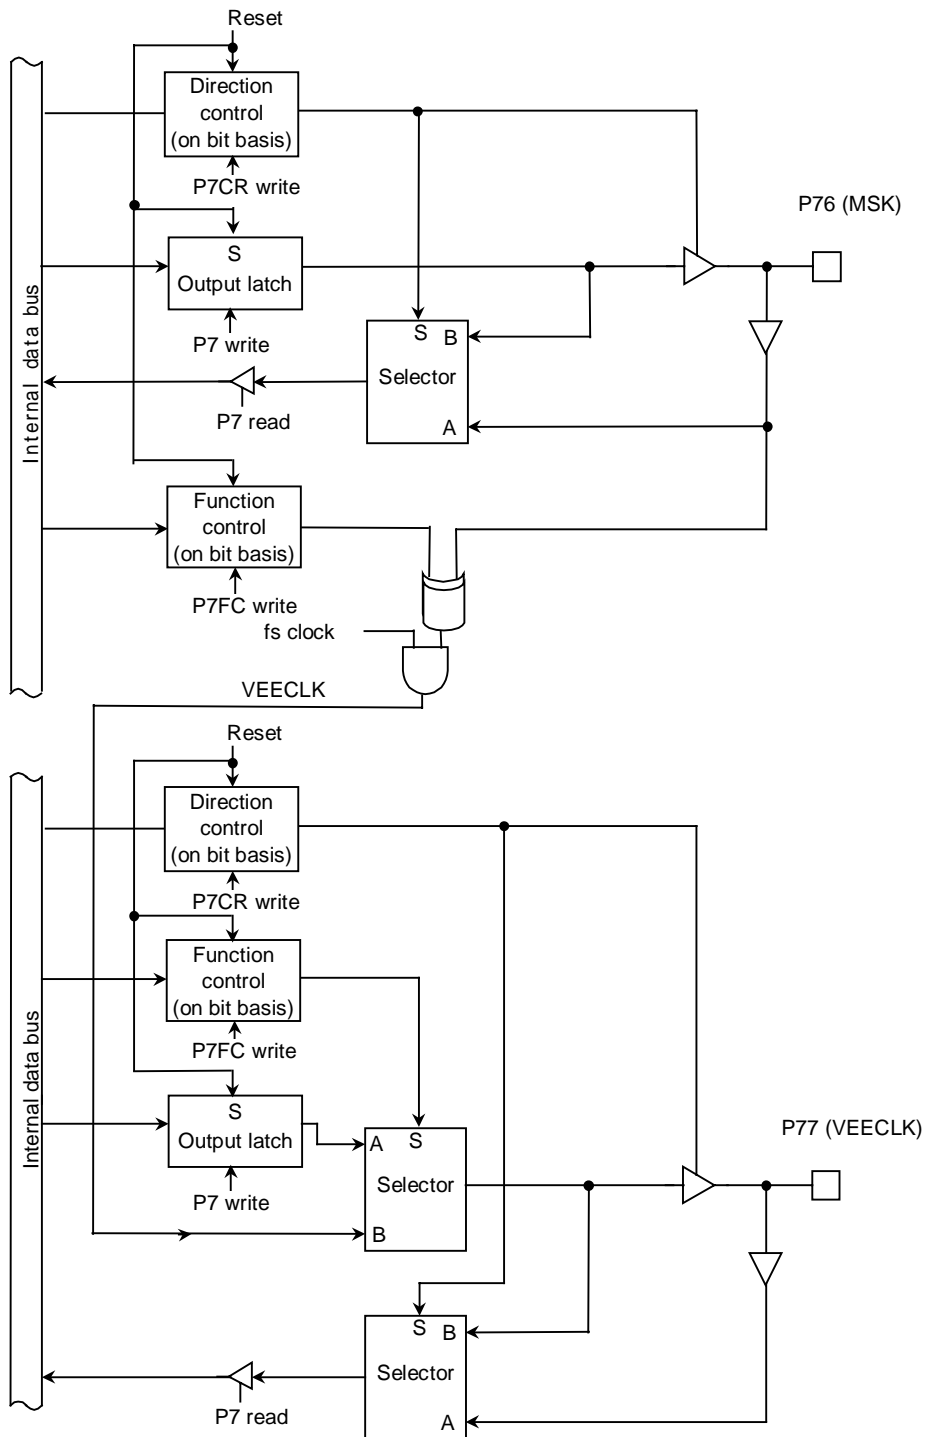 Reset
Direction
control
(on bit basis)
P7CR write
P76 (MSK)
S
Output latch
P7 write
Internal data bus
S B
Selector
P7 read
A
Function
control
(on bit basis)
P7FC write
fs clock
VEECLK
Reset
Direction
control
(on bit basis)
P7CR write
Function
control
(on bit basis)
P7FC write
Internal data bus
S
Output latch
P77 (VEECLK)
A S
Selector
P7 write
B
S B
Selector
P7 read
A